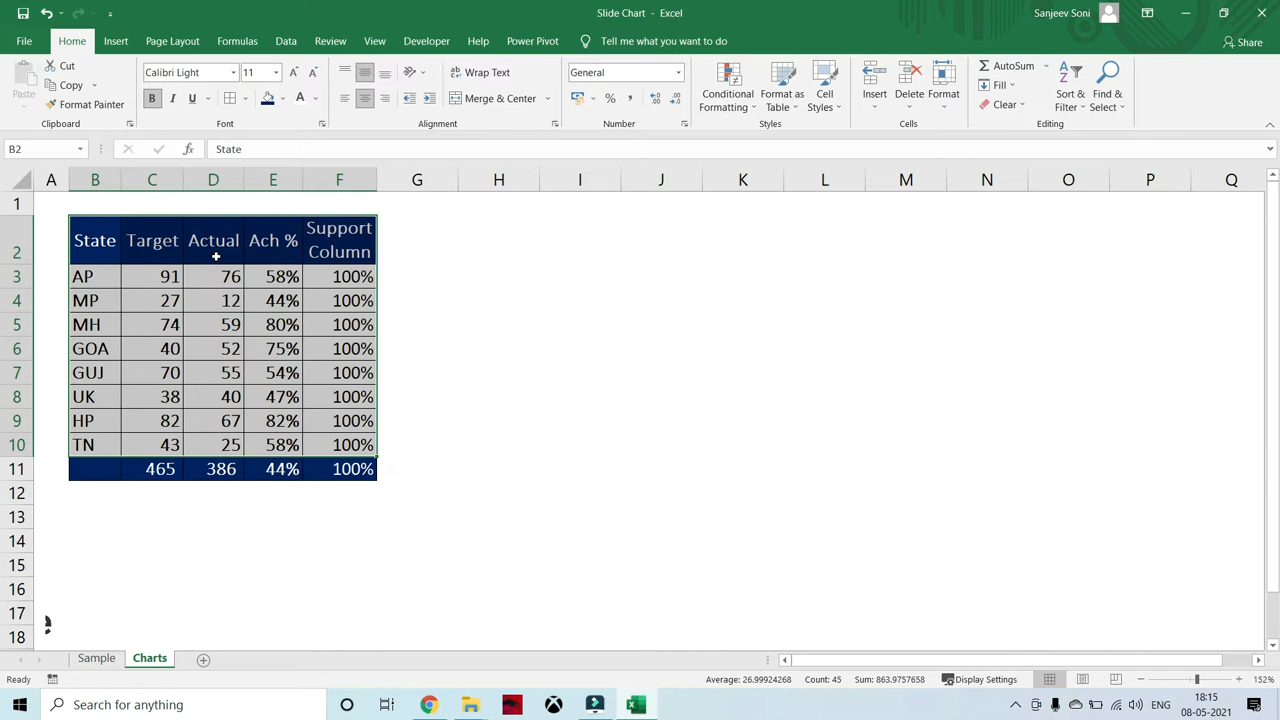 Slide Chart - Excel
Sanjeev Soni
File Home Insert Page Layout Formulas Data Review View Developer Help Power Pivot Tell me what you want to do Share
Paste
Cut
Copy
Format Painter
Clipboard
Calibri Light 11
B I U A
Font
Wrap Text
Merge & Center
Alignment
General
% ,
Number
Conditional Formatting
Format as Table
Cell Styles
Styles
Insert Delete Format
Cells
AutoSum
Fill
Clear
Sort & Filter
Find & Select
Editing
B2 fx State
A B C D E F G H I J K L M N O P Q
1
2 State Target Actual Ach % Support Column
3 AP 91 76 58% 100%
4 MP 27 12 44% 100%
5 MH 74 59 80% 100%
6 GOA 40 52 75% 100%
7 GUJ 70 55 54% 100%
8 UK 38 40 47% 100%
9 HP 82 67 82% 100%
10 TN 43 25 58% 100%
11 465 386 44% 100%
12
13
14
15
16
17
18
Sample Charts
Ready Average: 26.99924268 Count: 45 Sum: 863.9757658 Display Settings 152%
Search for anything
ENG
18:15
08-05-2021